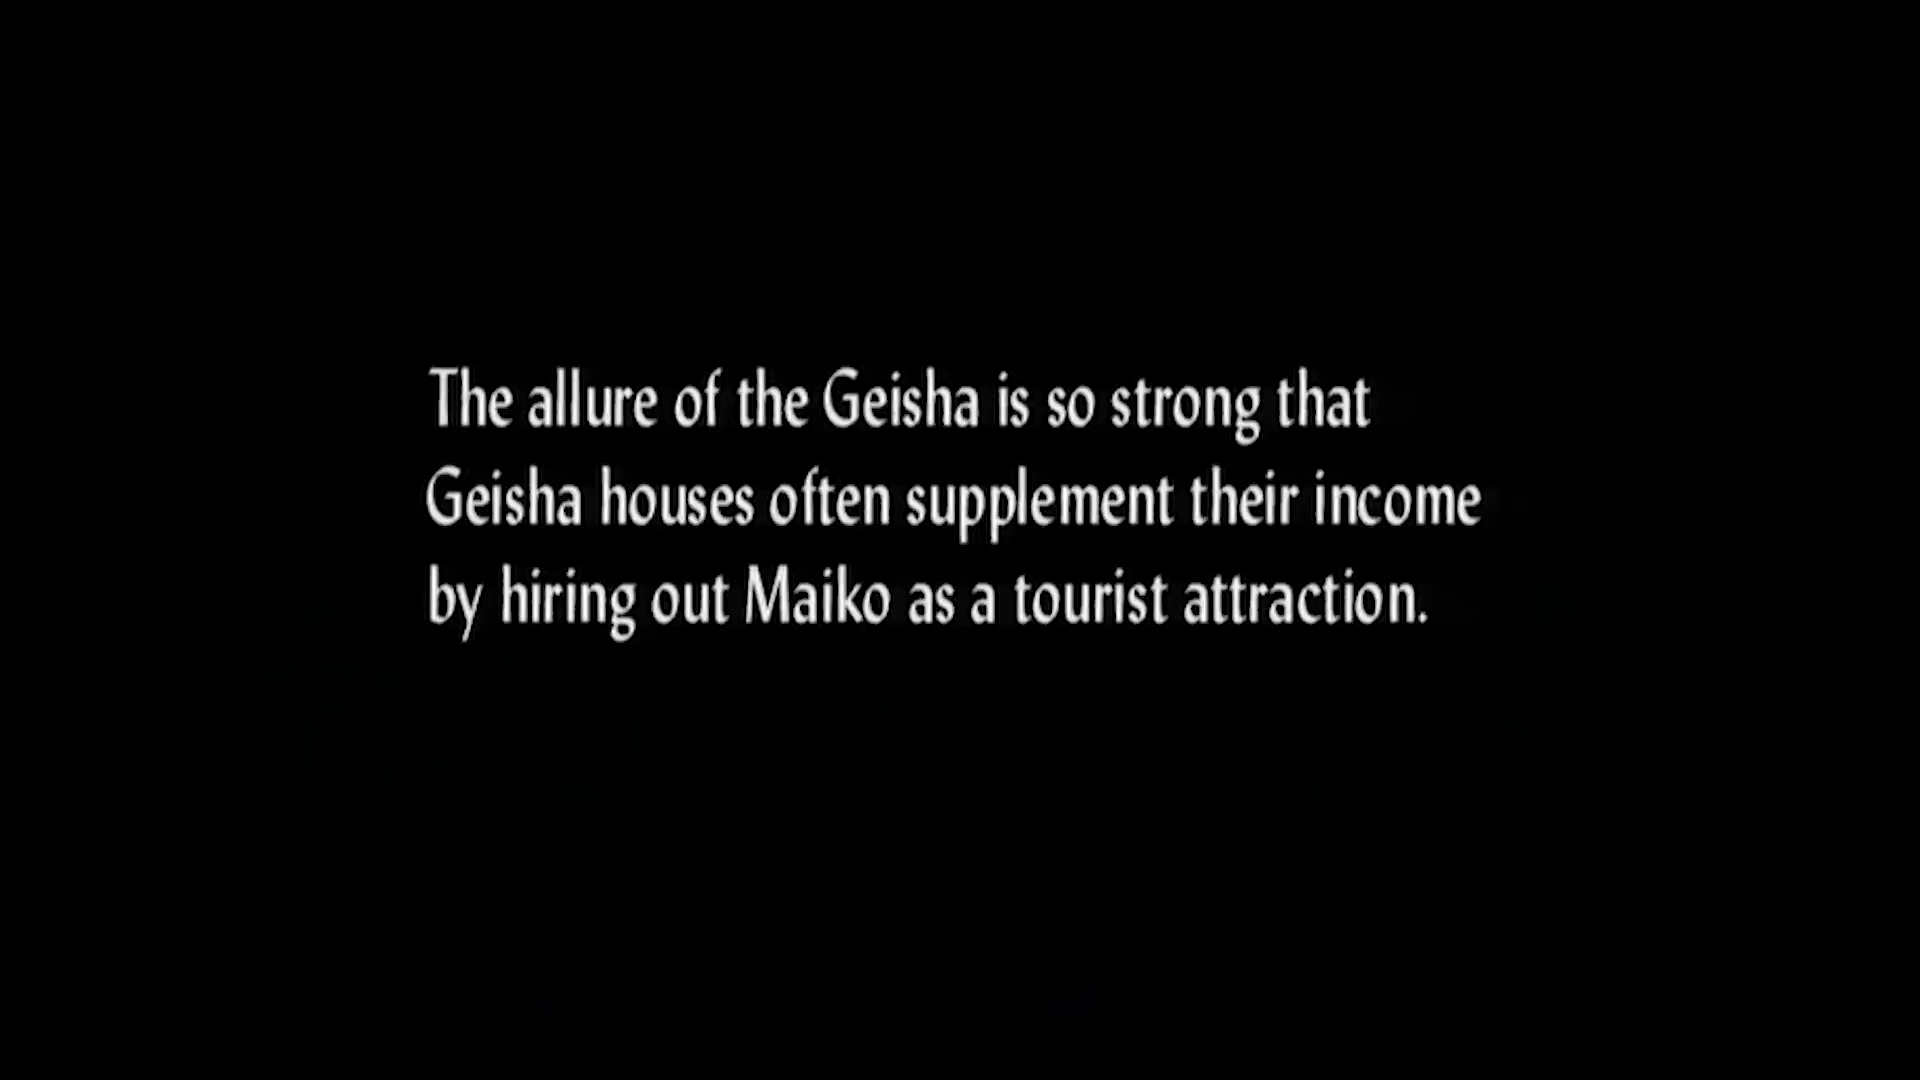 The allure of the Geisha is so strong that
Geisha houses often supplement their income
by hiring out Maiko as a tourist attraction.